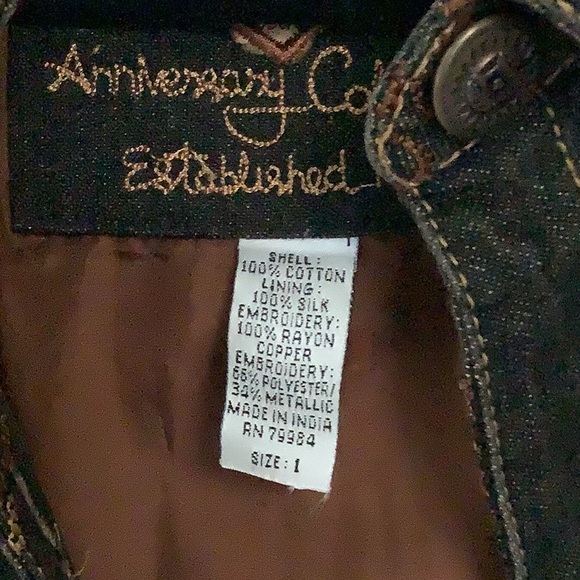 Anniversary
Established
SHELL:
100% COTTON
LINING:
100% SILK
EMBROIDERY:
100% RAYON
COPPER
EMBROIDERY:
66% POLYESTER/
34% METALLIC
MADE IN INDIA
RN 79984
SIZE: 1